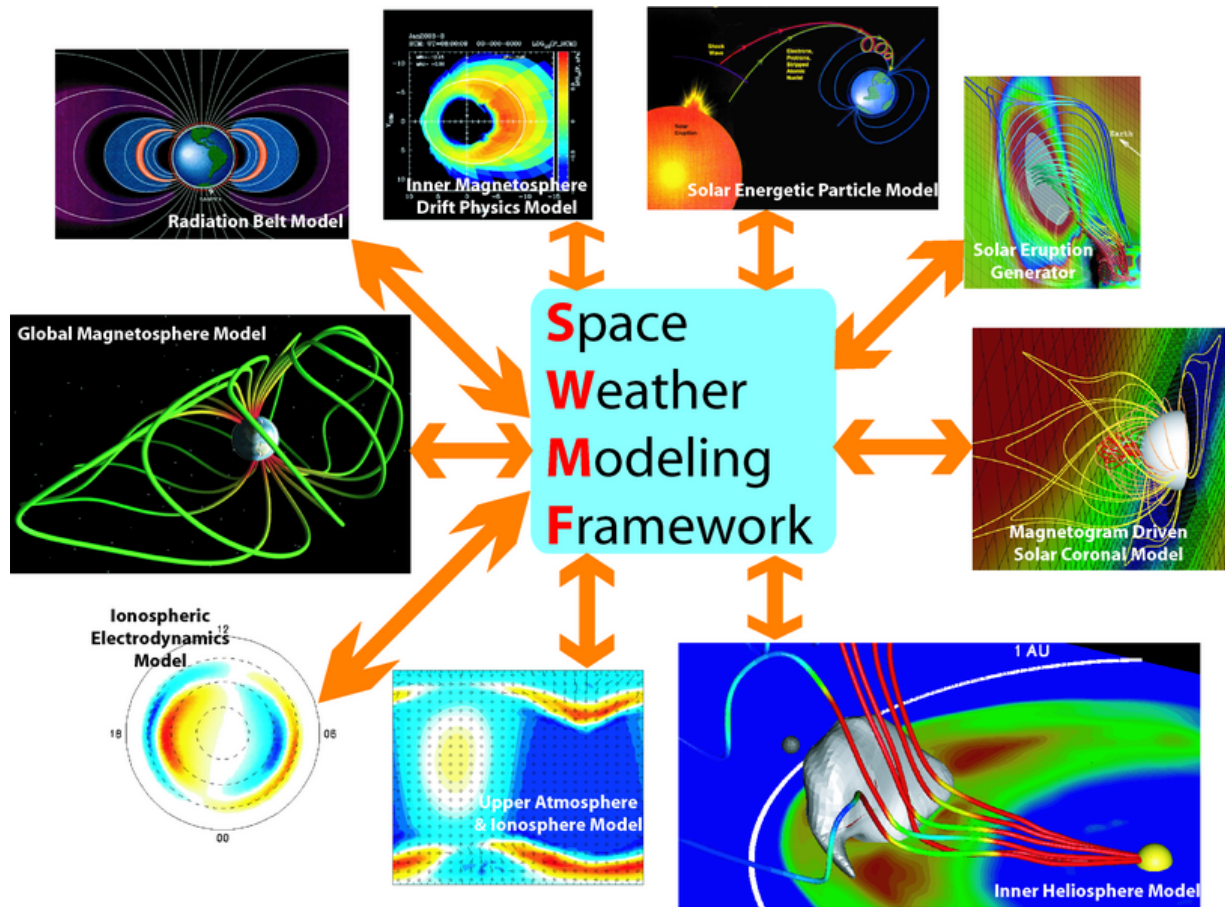 Radiation Belt Model
Inner Magnetosphere
Drift Physics Model
Shock
Wave
Electrons,
Protrons,
Stripped
Atomic
Nuclei
Solar
Eruption
Solar Energetic Particle Model
Earth
Solar Eruption
Generator
Global Magnetosphere Model
Space
Weather
Modeling
Framework
Magnetogram Driven
Solar Coronal Model
Ionospheric
Electrodynamics
Model
12
18
06
00
Upper Atmosphere
& Ionosphere Model
1 AU
Inner Heliosphere Model